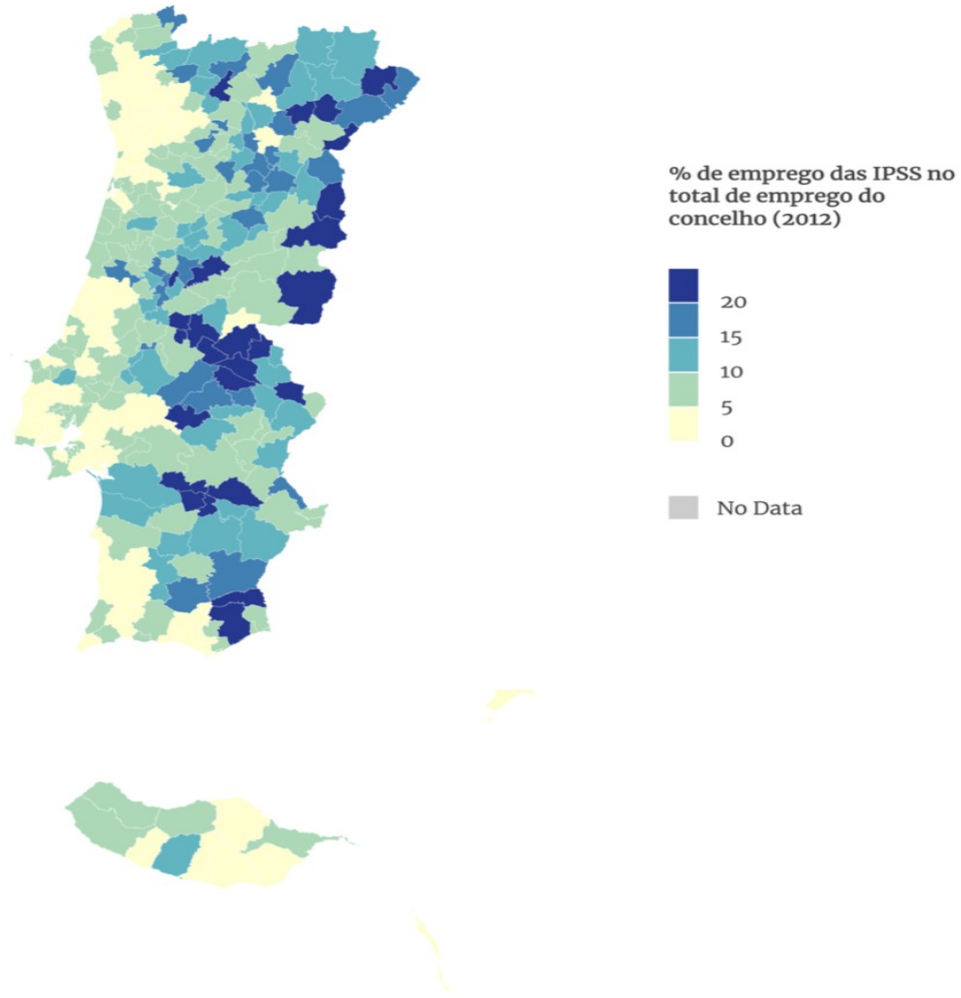 % de emprego das IPSS no
total de emprego do
concelho (2012)
20
15
10
5
0
No Data